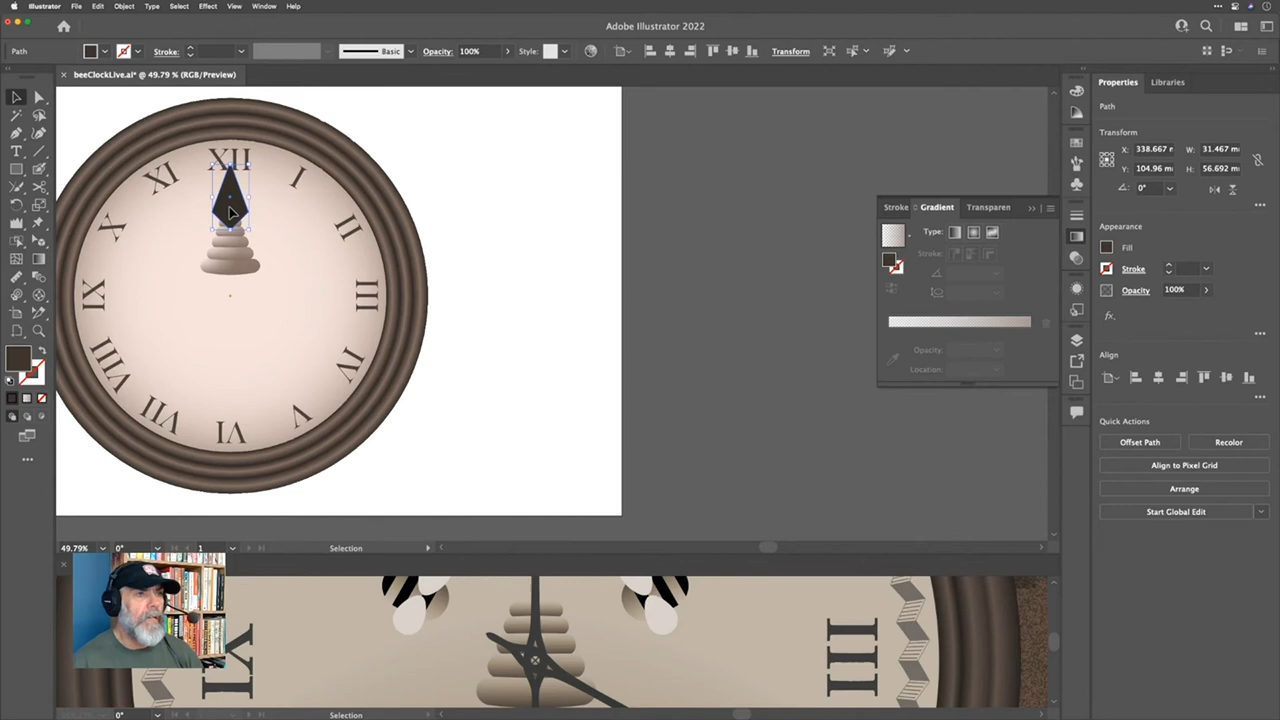 Illustrator File Edit Object Type Select Effect View Window Help
Adobe Illustrator 2022
Path Stroke: Basic Opacity: 100% Style: Transform
beeClockLive.ai* @ 49.79 % (RGB/Preview)
Properties Libraries
Path
Transform
X: 338.667 r W: 31.467 m
Y: 104.96 m H: 56.692 m
0°
Appearance
Fill
Stroke
Opacity 100%
fx.
Align
Quick Actions
Offset Path Recolor
Align to Pixel Grid
Arrange
Start Global Edit
Stroke Gradient Transparen
Type:
Stroke:
Opacity:
Location:
XII
I
II
III
IV
V
VI
VII
VIII
IX
X
XI
49.79% 0° 1 Selection
III
0° Selection